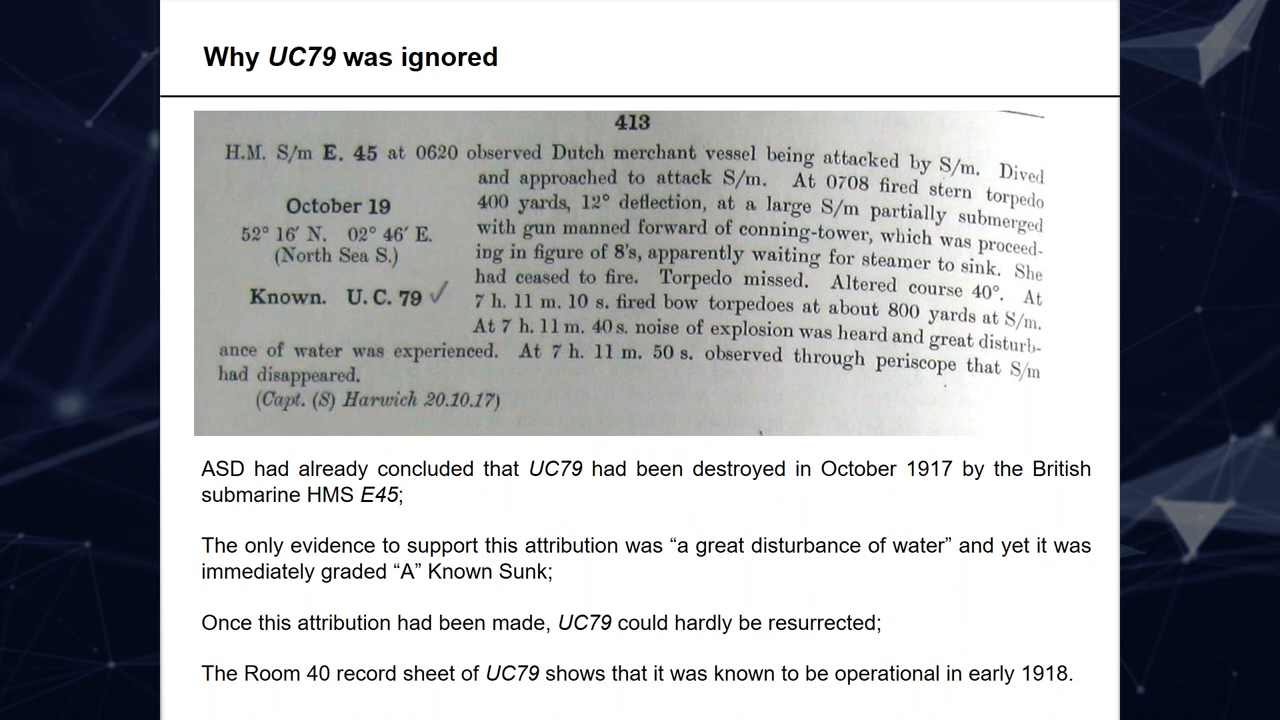 Why UC79 was ignored
413
H.M. S/m E. 45 at 0620 observed Dutch merchant vessel being attacked by S/m. Dived
and approached to attack S/m. At 0708 fired stern torpedo
400 yards, 12° deflection, at a large S/m partially submerged
with gun manned forward of conning-tower, which was proceed-
ing in figure of 8's, apparently waiting for steamer to sink. She
had ceased to fire. Torpedo missed. Altered course 40°. At
7 h. 11 m. 10 s. fired bow torpedoes at about 800 yards at S/m.
At 7 h. 11 m. 40 s. noise of explosion was heard and great disturb-
October 19
52° 16′ N. 02° 46′ E.
(North Sea S.)
Known. U.C. 79 ✓
ance of water was experienced. At 7 h. 11 m. 50 s. observed through periscope that S/m
had disappeared.
(Capt. (S) Harwich 20.10.17)
ASD had already concluded that UC79 had been destroyed in October 1917 by the British
submarine HMS E45;
The only evidence to support this attribution was “a great disturbance of water” and yet it was
immediately graded “A” Known Sunk;
Once this attribution had been made, UC79 could hardly be resurrected;
The Room 40 record sheet of UC79 shows that it was known to be operational in early 1918.